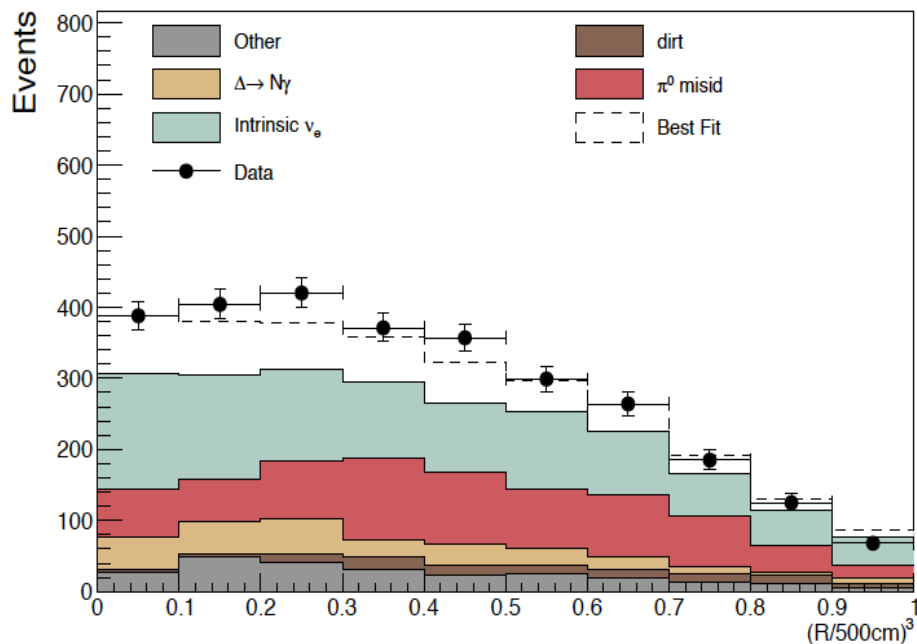 Events
800
700
600
500
400
300
200
100
0
Other
Δ→ Nγ
Intrinsic νe
Data
dirt
π⁰ misid
Best Fit
0 0.1 0.2 0.3 0.4 0.5 0.6 0.7 0.8 0.9 1
(R/500cm)³